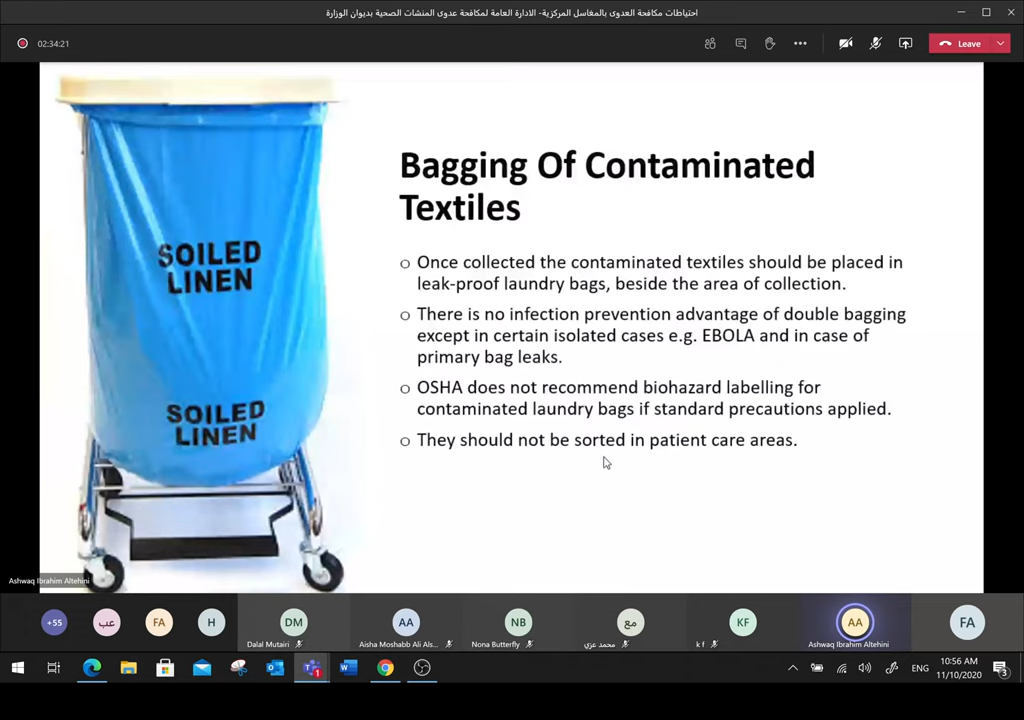 احتياطات مكافحة العدوى بالمغاسل المركزية- الادارة العامة لمكافحة عدوى المنشات الصحية بديوان الوزارة
02:34:21
Leave
SOILED
LINEN
SOILED
LINEN
Bagging Of Contaminated
Textiles
o Once collected the contaminated textiles should be placed in
leak-proof laundry bags, beside the area of collection.
o There is no infection prevention advantage of double bagging
except in certain isolated cases e.g. EBOLA and in case of
primary bag leaks.
o OSHA does not recommend biohazard labelling for
contaminated laundry bags if standard precautions applied.
o They should not be sorted in patient care areas.
Ashwaq Ibrahim Altehini
+55
عب
FA
H
DM
AA
NB
مع
KF
AA
FA
Dalal Mutairi
Aisha Moshabb Ali Als...
Nona Butterfly
محمد عزي
k f
Ashwaq Ibrahim Altehini
1
ENG
10:56 AM
11/10/2020
3